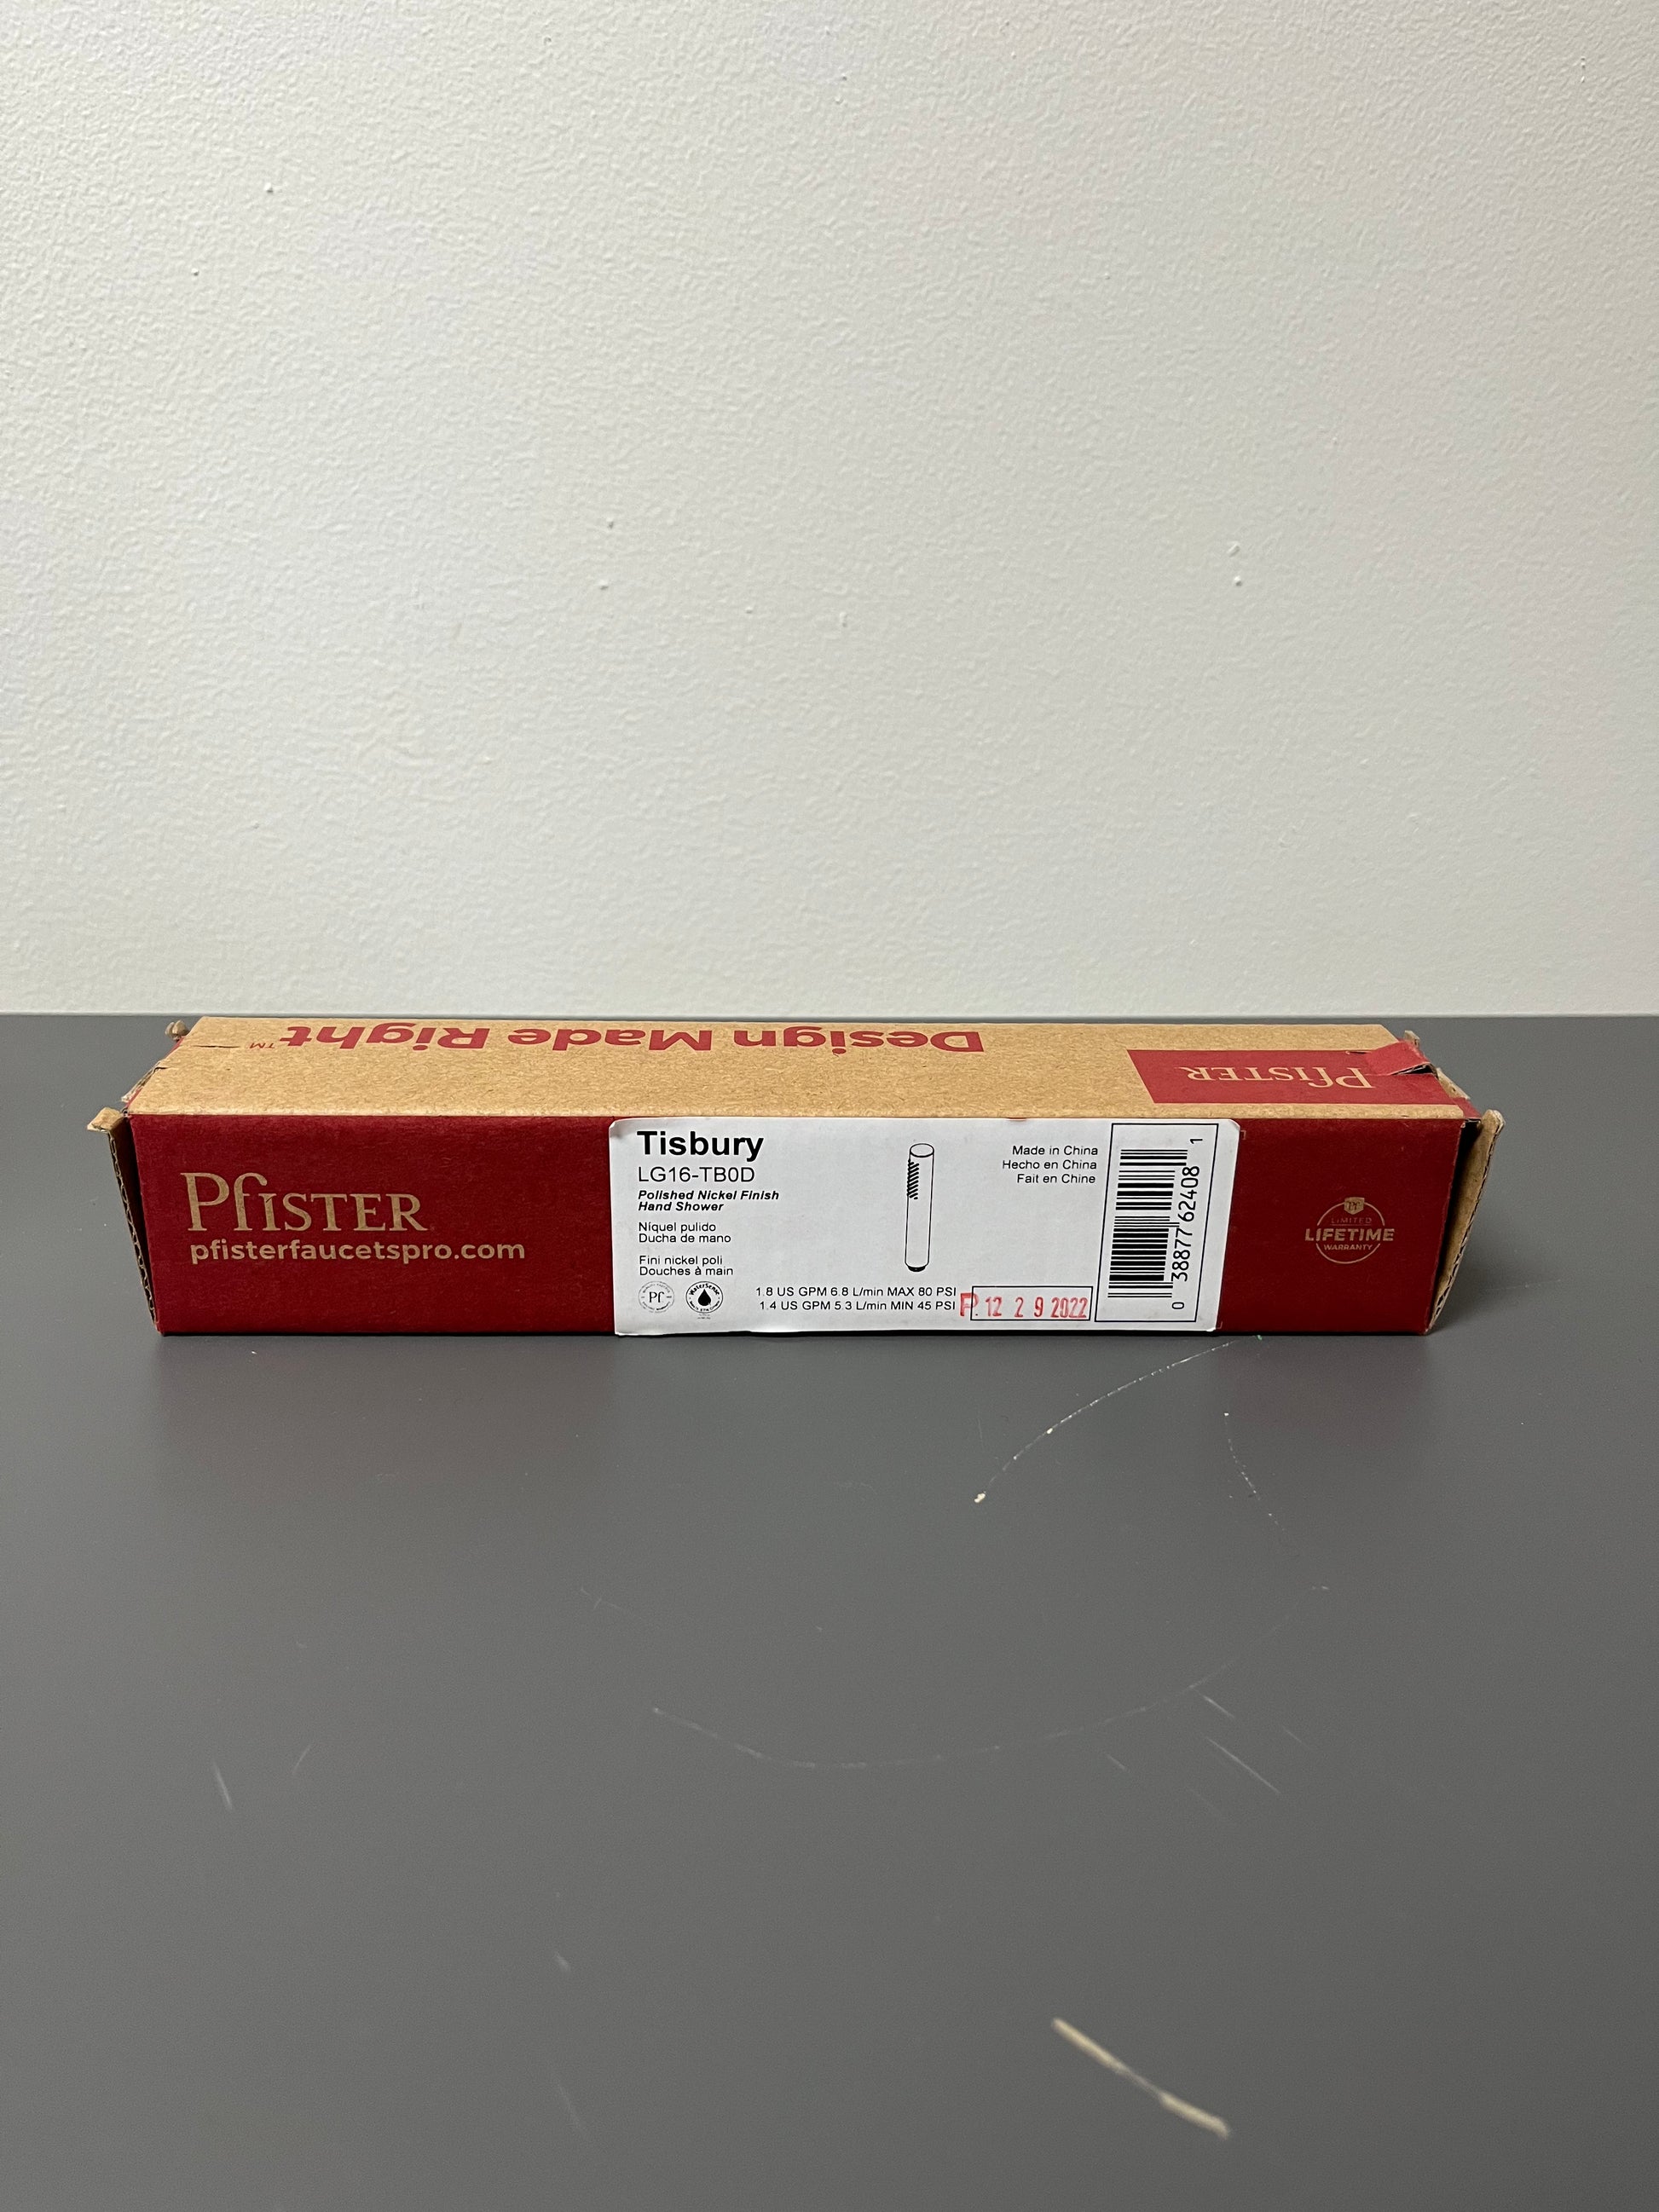 Design Made Right™
Pfister
Pfister
pfisterfaucetspro.com
Tisbury
LG16-TB0D
Polished Nickel Finish
Hand Shower
Níquel pulido
Ducha de mano
Fini nickel poli
Douches à main
Pf
WaterSense
1.8 US GPM 6.8 L/min MAX 80 PSI
1.4 US GPM 5.3 L/min MIN 45 PSI
P 12 2 9 2022
Made in China
Hecho en China
Fait en Chine
0 38877 62408 1
LIMITED
LIFETIME
WARRANTY